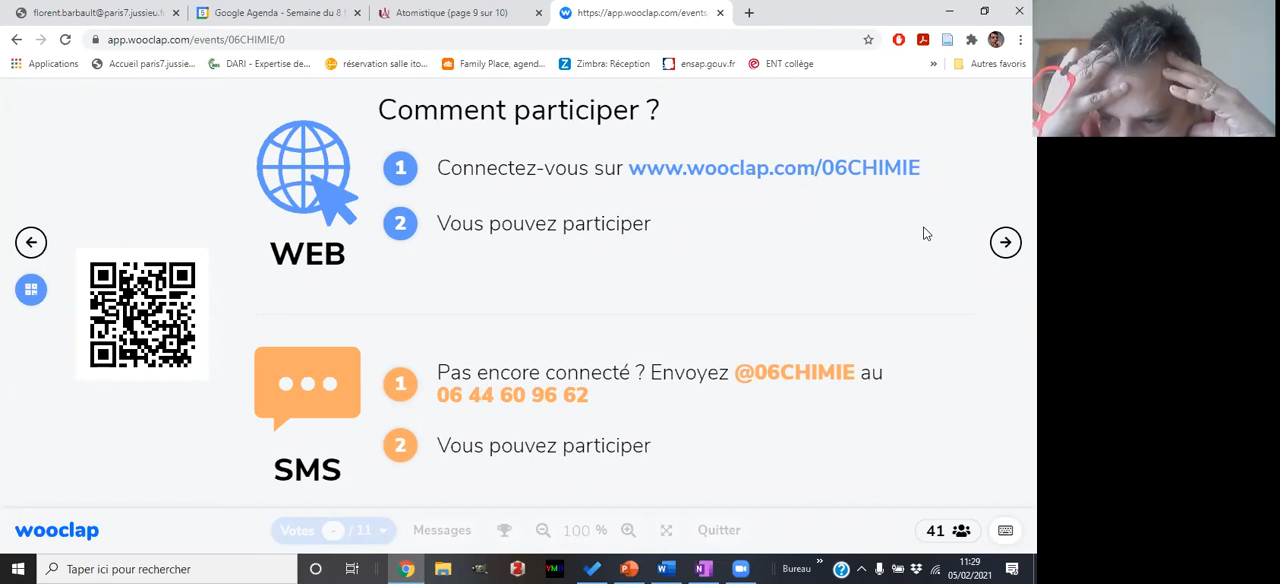 florent.barbault@paris7.jussieu.f
Google Agenda - Semaine du 8 f
Atomistique (page 9 sur 10)
https://app.wooclap.com/events
app.wooclap.com/events/06CHIMIE/0
Applications
Accueil paris7.jussie...
DARI - Expertise de...
réservation salle ito...
Family Place, agend...
Zimbra: Réception
ensap.gouv.fr
ENT collège
»
Autres favoris
Comment participer ?
1 Connectez-vous sur www.wooclap.com/06CHIMIE
2 Vous pouvez participer
WEB
1 Pas encore connecté ? Envoyez @06CHIMIE au
06 44 60 96 62
2 Vous pouvez participer
SMS
wooclap
Votes - / 11
Messages
100 %
Quitter
41
Taper ici pour rechercher
Bureau »
11:29
05/02/2021